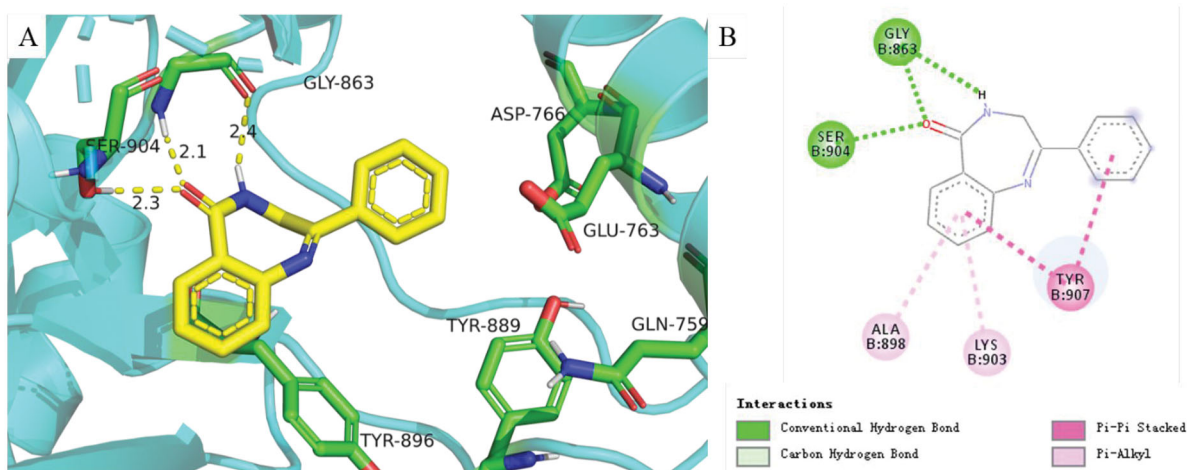 A
GLY-863
ASP-766
SER-904
2.4
2.1
2.3
GLU-763
TYR-889
GLN-759
TYR-896
B
GLY
B:863
H
N
O
SER
B:904
N
TYR
B:907
ALA
B:898
LYS
B:903
Interactions
Conventional Hydrogen Bond
Carbon Hydrogen Bond
Pi-Pi Stacked
Pi-Alkyl